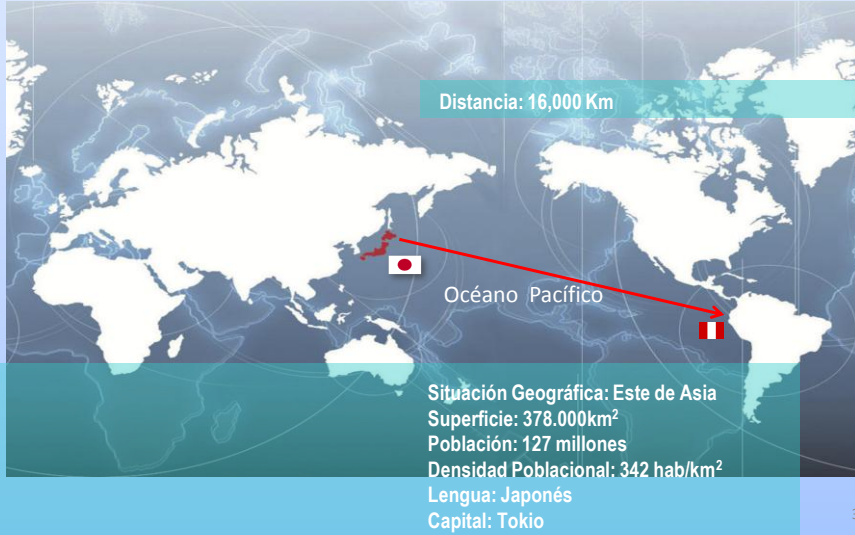 Distancia: 16,000 Km
Océano Pacífico
Situación Geográfica: Este de Asia
Superficie: 378.000km²
Población: 127 millones
Densidad Poblacional: 342 hab/km²
Lengua: Japonés
Capital: Tokio
3